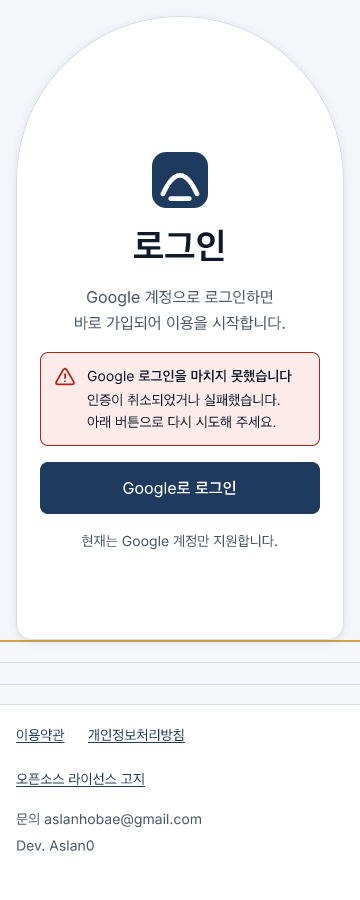 로그인
Google 계정으로 로그인하면
바로 가입되어 이용을 시작합니다.
Google 로그인을 마치지 못했습니다
인증이 취소되었거나 실패했습니다.
아래 버튼으로 다시 시도해 주세요.
Google로 로그인
현재는 Google 계정만 지원합니다.
이용약관 개인정보처리방침
오픈소스 라이선스 고지
문의 aslanhobae@gmail.com
Dev. Aslan0